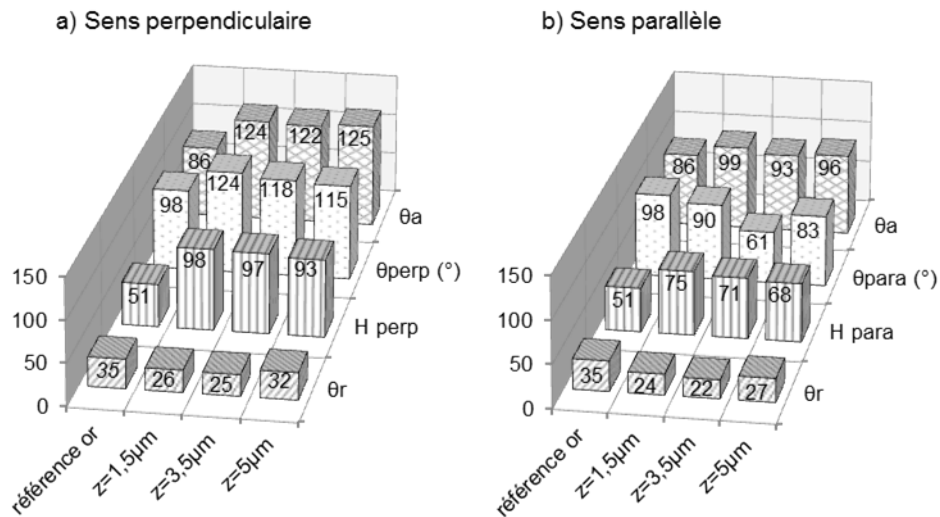 a) Sens perpendiculaire
86 124 122 125
θa
98 124 118 115
θperp (°)
51 98 97 93
H perp
35 26 25 32
θr
150
100
50
0
référence or
z=1,5µm
z=3,5µm
z=5µm
b) Sens parallèle
86 99 93 96
θa
98 90 61 83
θpara (°)
51 75 71 68
H para
35 24 22 27
θr
150
100
50
0
référence or
z=1,5µm
z=3,5µm
z=5µm